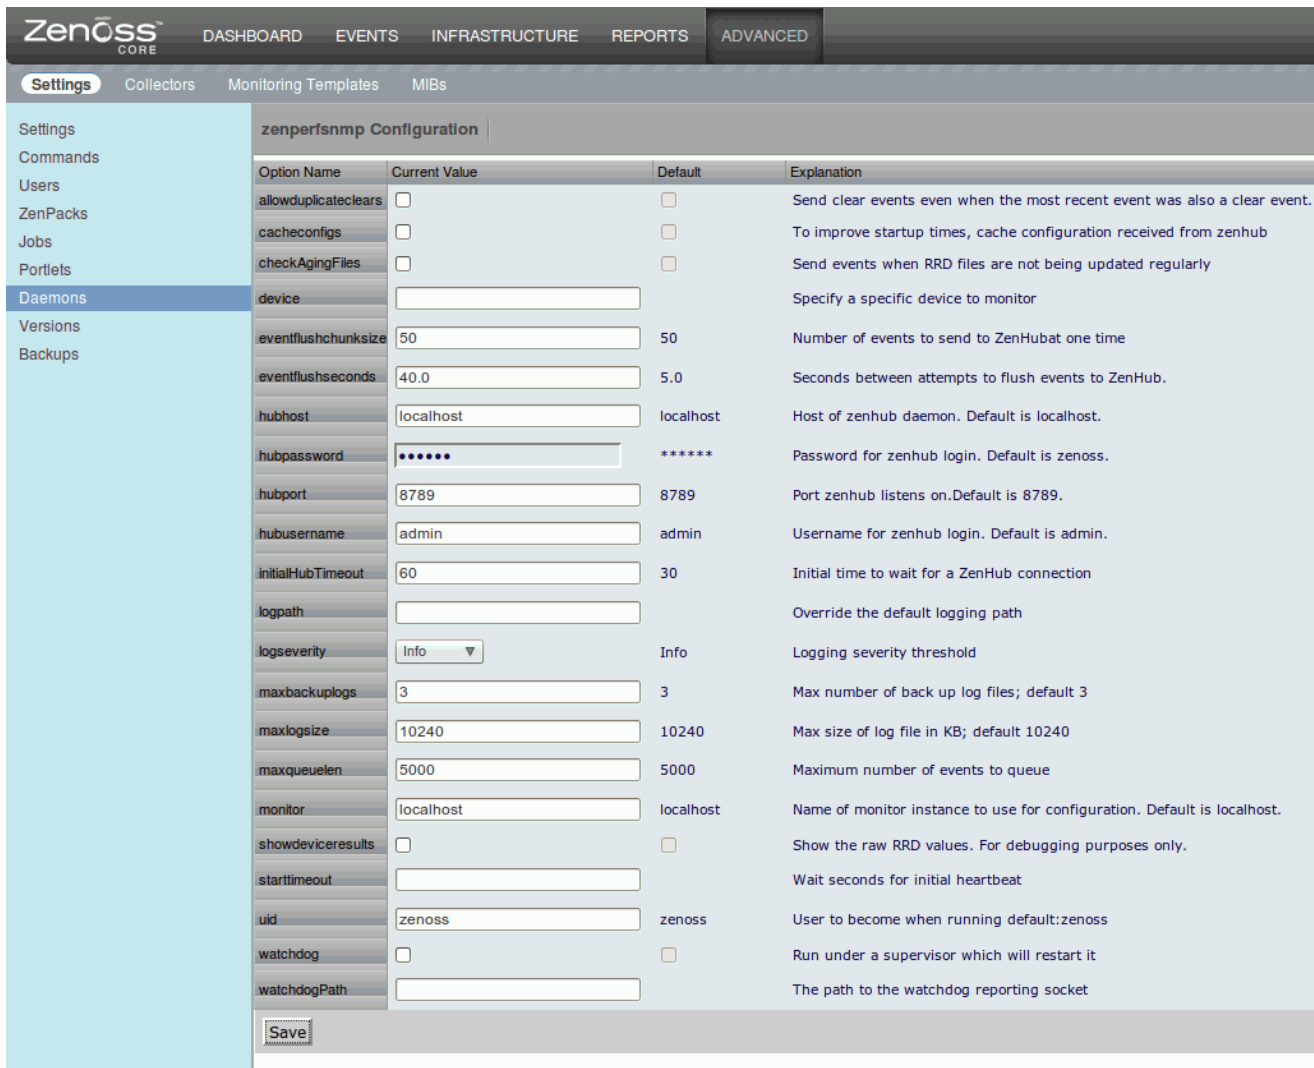 Zenoss™
CORE
DASHBOARD EVENTS INFRASTRUCTURE REPORTS ADVANCED
Settings Collectors Monitoring Templates MIBs
Settings
Commands
Users
ZenPacks
Jobs
Portlets
Daemons
Versions
Backups
zenperfsnmp Configuration
Option Name Current Value Default Explanation
allowduplicateclears Send clear events even when the most recent event was also a clear event.
cacheconfigs To improve startup times, cache configuration received from zenhub
checkAgingFiles Send events when RRD files are not being updated regularly
device Specify a specific device to monitor
eventflushchunksize 50 50 Number of events to send to ZenHubat one time
eventflushseconds 40.0 5.0 Seconds between attempts to flush events to ZenHub.
hubhost localhost localhost Host of zenhub daemon. Default is localhost.
hubpassword •••••• ****** Password for zenhub login. Default is zenoss.
hubport 8789 8789 Port zenhub listens on.Default is 8789.
hubusername admin admin Username for zenhub login. Default is admin.
initialHubTimeout 60 30 Initial time to wait for a ZenHub connection
logpath Override the default logging path
logseverity Info Info Logging severity threshold
maxbackuplogs 3 3 Max number of back up log files; default 3
maxlogsize 10240 10240 Max size of log file in KB; default 10240
maxqueuelen 5000 5000 Maximum number of events to queue
monitor localhost localhost Name of monitor instance to use for configuration. Default is localhost.
showdeviceresults Show the raw RRD values. For debugging purposes only.
starttimeout Wait seconds for initial heartbeat
uid zenoss zenoss User to become when running default:zenoss
watchdog Run under a supervisor which will restart it
watchdogPath The path to the watchdog reporting socket
Save